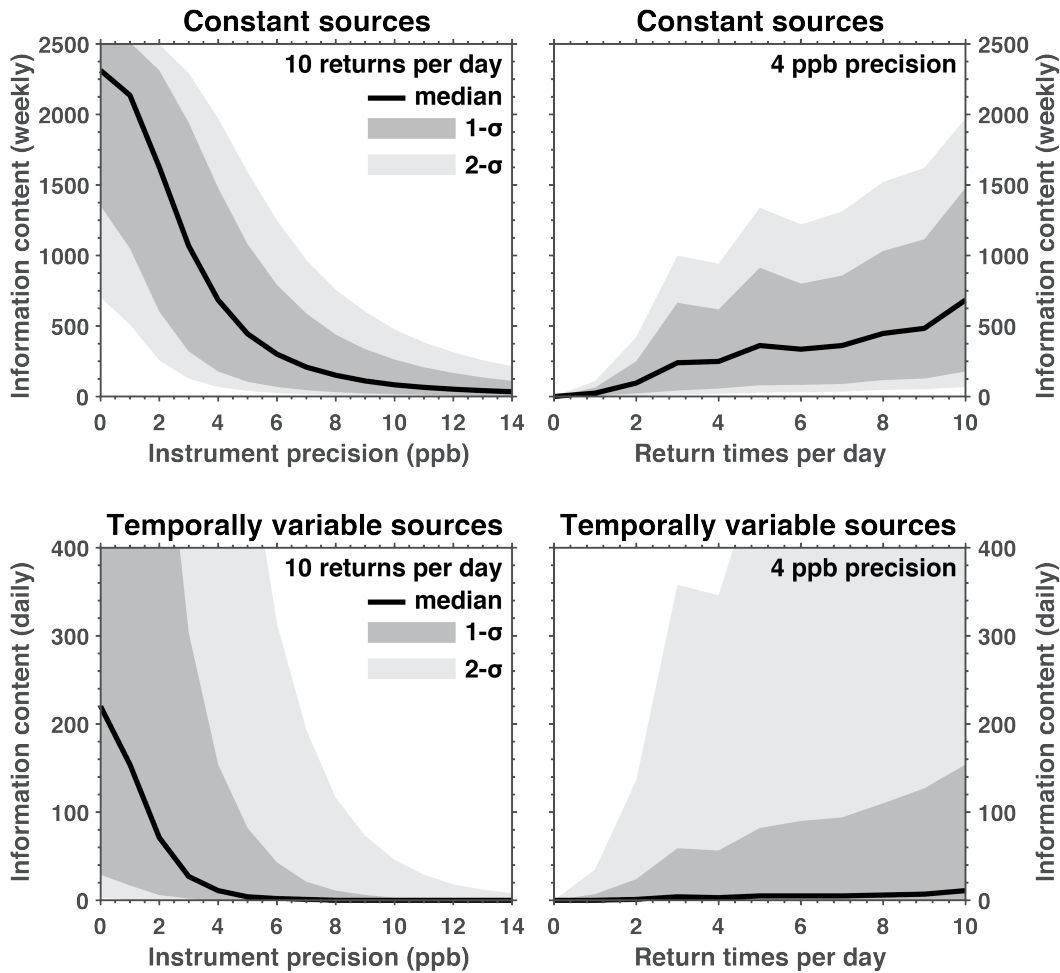 Constant sources
10 returns per day
median
1-σ
2-σ
Information content (weekly)
2500
2000
1500
1000
500
0
0 2 4 6 8 10 12 14
Instrument precision (ppb)
Constant sources
4 ppb precision
2500
2000
1500
1000
500
0
Information content (weekly)
0 2 4 6 8 10
Return times per day
Temporally variable sources
10 returns per day
median
1-σ
2-σ
Information content (daily)
400
300
200
100
0
0 2 4 6 8 10 12 14
Instrument precision (ppb)
Temporally variable sources
4 ppb precision
400
300
200
100
0
Information content (daily)
0 2 4 6 8 10
Return times per day